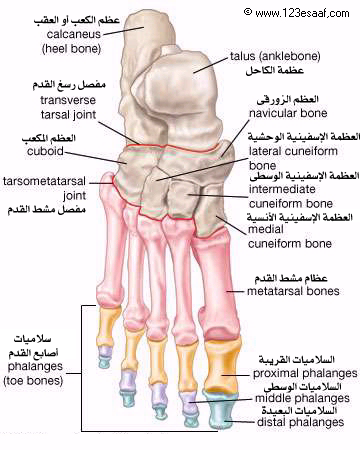 © www.123esaaf.com
عظم الكعب أو العقب
calcaneus
(heel bone)
talus (anklebone)
عظمة الكاحل
مفصل رسغ القدم
transverse
tarsal joint
العظم الزورقى
navicular bone
العظم المكعب
cuboid
العظمة الإسفينية الوحشية
lateral cuneiform
bone
العظمة الإسفينية الوسطى
intermediate
cuneiform bone
tarsometatarsal
joint
مفصل مشط القدم
العظمة الإسفينية الأنسية
medial
cuneiform bone
عظام مشط القدم
metatarsal bones
سلاميات
أصابع القدم
phalanges
(toe bones)
السلاميات القريبة
proximal phalanges
السلاميات الوسطى
middle phalanges
السلاميات البعيدة
distal phalanges